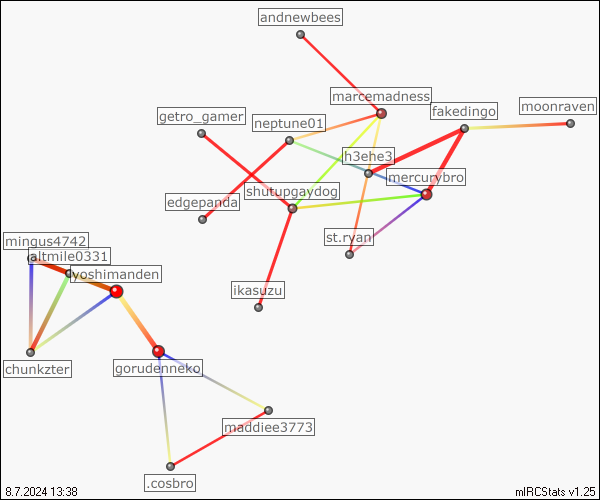 andnewbees
marcemadness
moonraven
fakedingo
getro_gamer
neptune01
h3ehe3
mercurybro
shutupgaydog
edgepanda
st.ryan
mingus4742
altmile0331
yoshimanden
ikasuzu
chunkzter
gorudenneko
maddiee3773
.cosbro
8.7.2024 13:38
mIRCStats v1.25